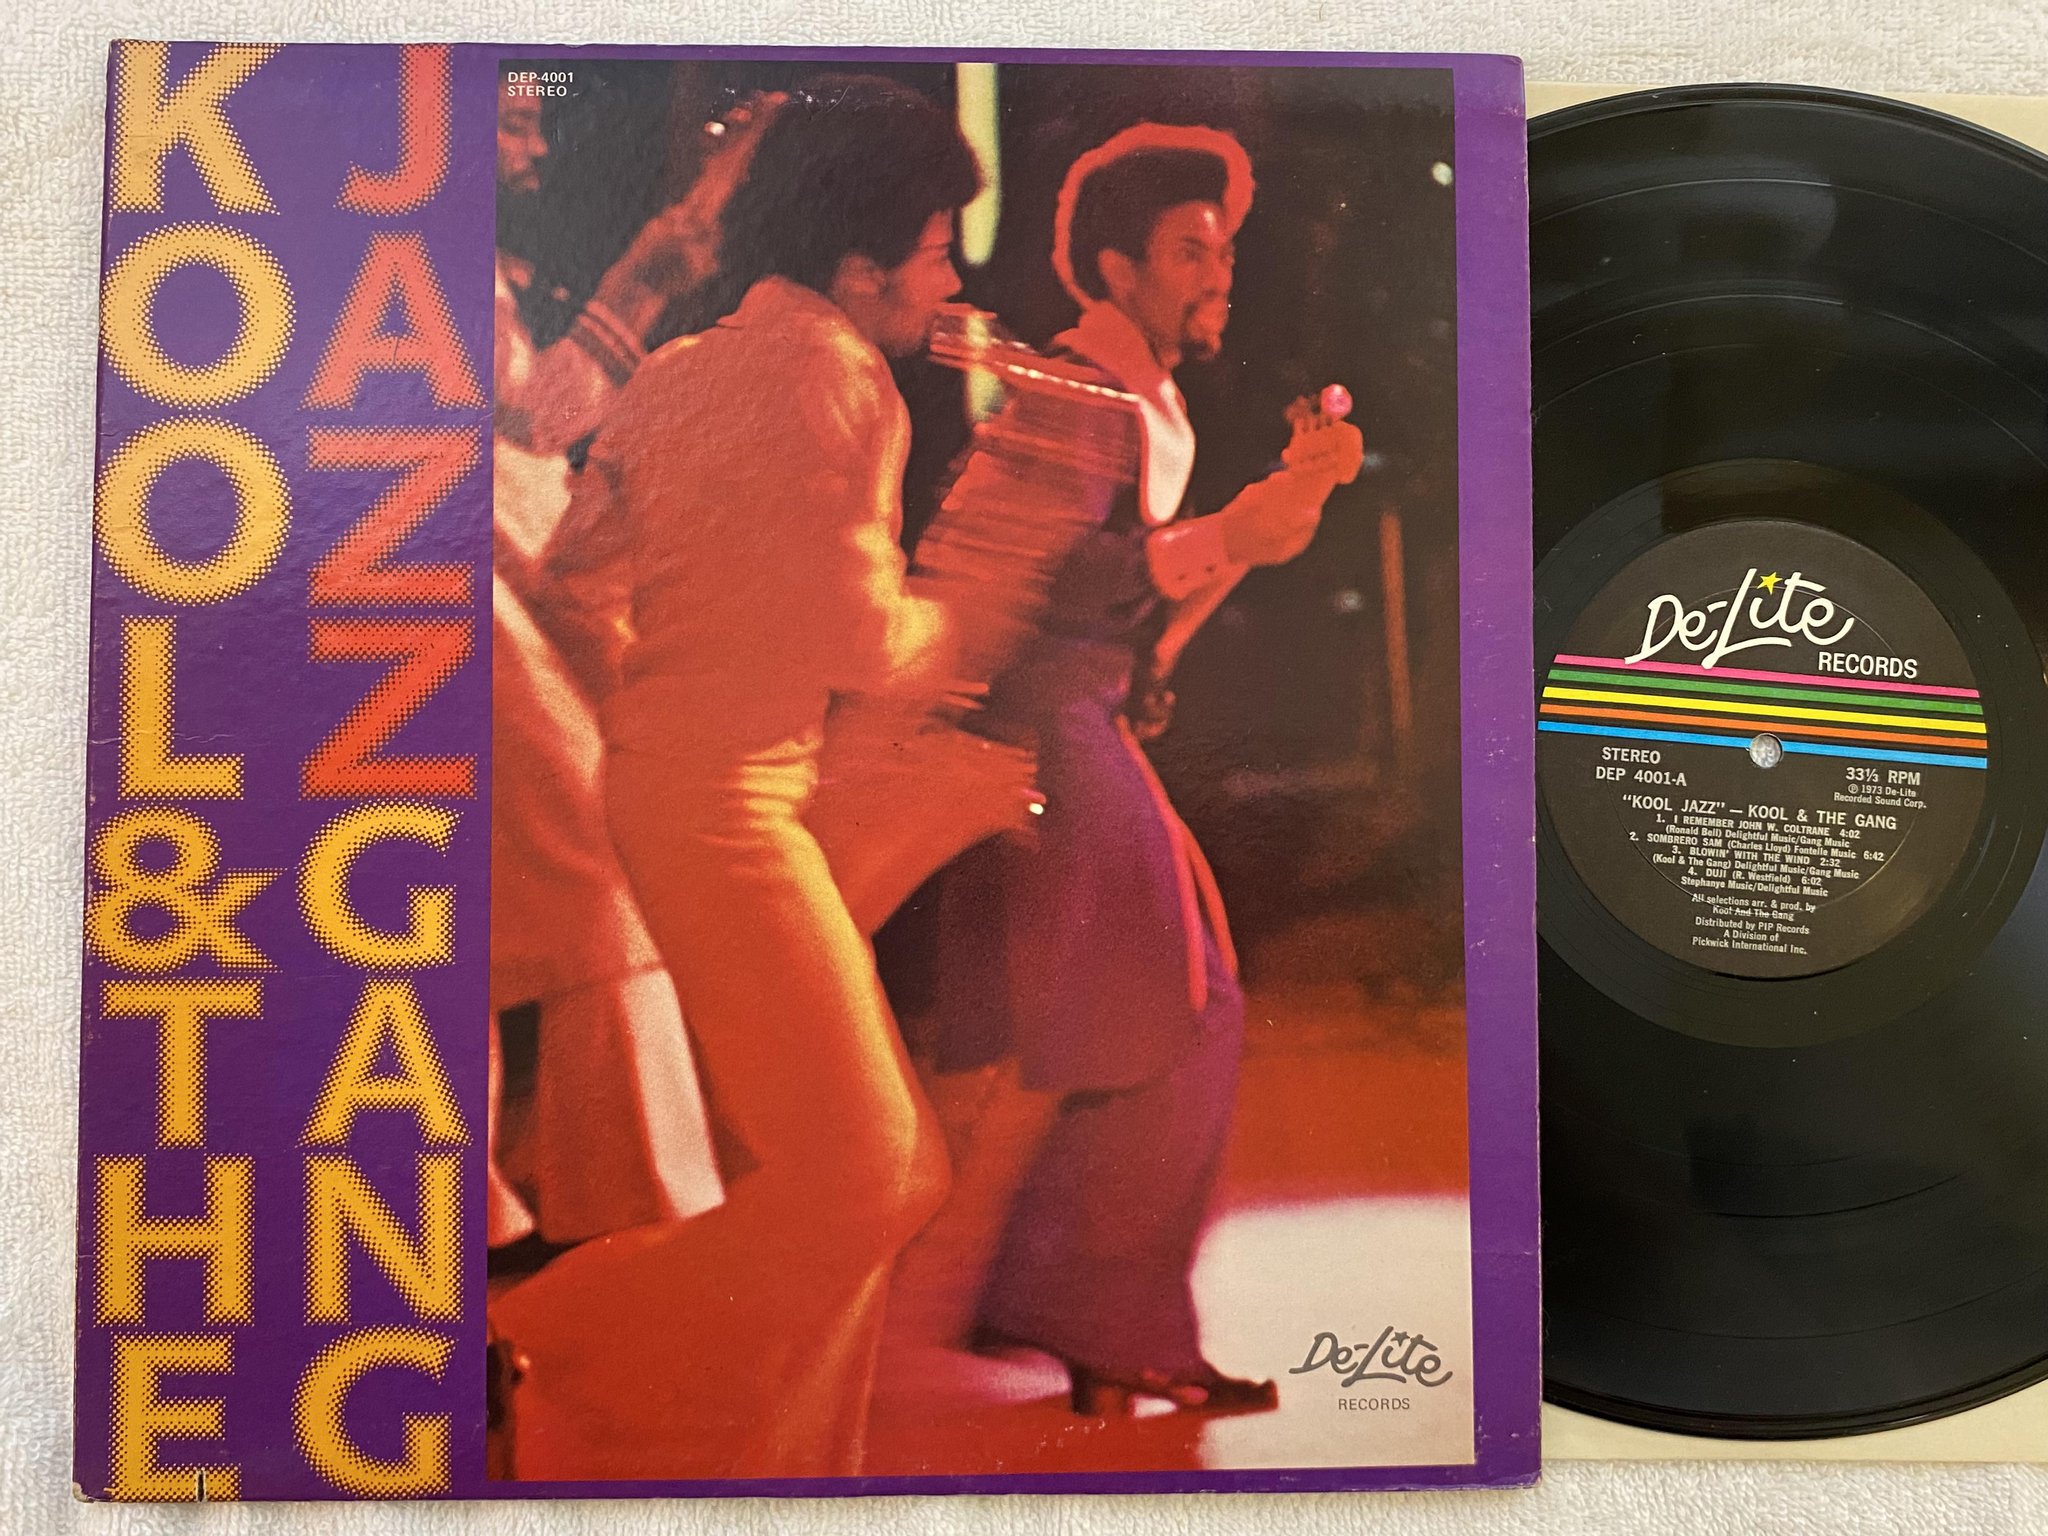 KOOL JAZZ
KOOL & THE GANG
DEP-4001
STEREO
De-Lite
RECORDS
De-Lite
RECORDS
STEREO
DEP 4001-A
33⅓ RPM
℗ 1973 De-Lite
Recorded Sound Corp.
"KOOL JAZZ" — KOOL & THE GANG
1. I REMEMBER JOHN W. COLTRANE 4:02
(Ronald Bell) Delightful Music/Gang Music
2. SOMBRERO SAM (Charles Lloyd) Fontelle Music 6:42
3. BLOWIN' WITH THE WIND 2:32
(Kool & The Gang) Delightful Music/Gang Music
4. DUJI (R. Westfield) 6:02
Stephanye Music/Delightful Music
All selections arr. & prod. by
Kool And The Gang
Distributed by PIP Records
A Division of
Pickwick International Inc.